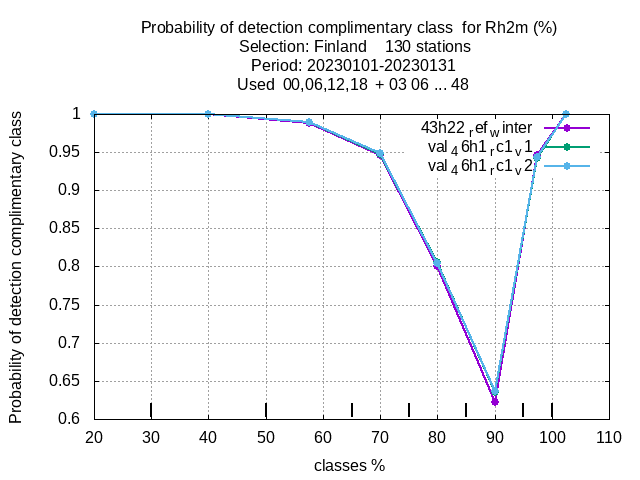 Probability of detection complimentary class  for Rh2m (%)
Selection: Finland    130 stations
Period: 20230101-20230131
Used  00,06,12,18  + 03 06 ... 48
Probability of detection complimentary class
1
0.95
0.9
0.85
0.8
0.75
0.7
0.65
0.6
43h22 r ef w inter
val 4 6h1 r c1 v 1
val 4 6h1 r c1 v 2
20 30 40 50 60 70 80 90 100 110
classes %